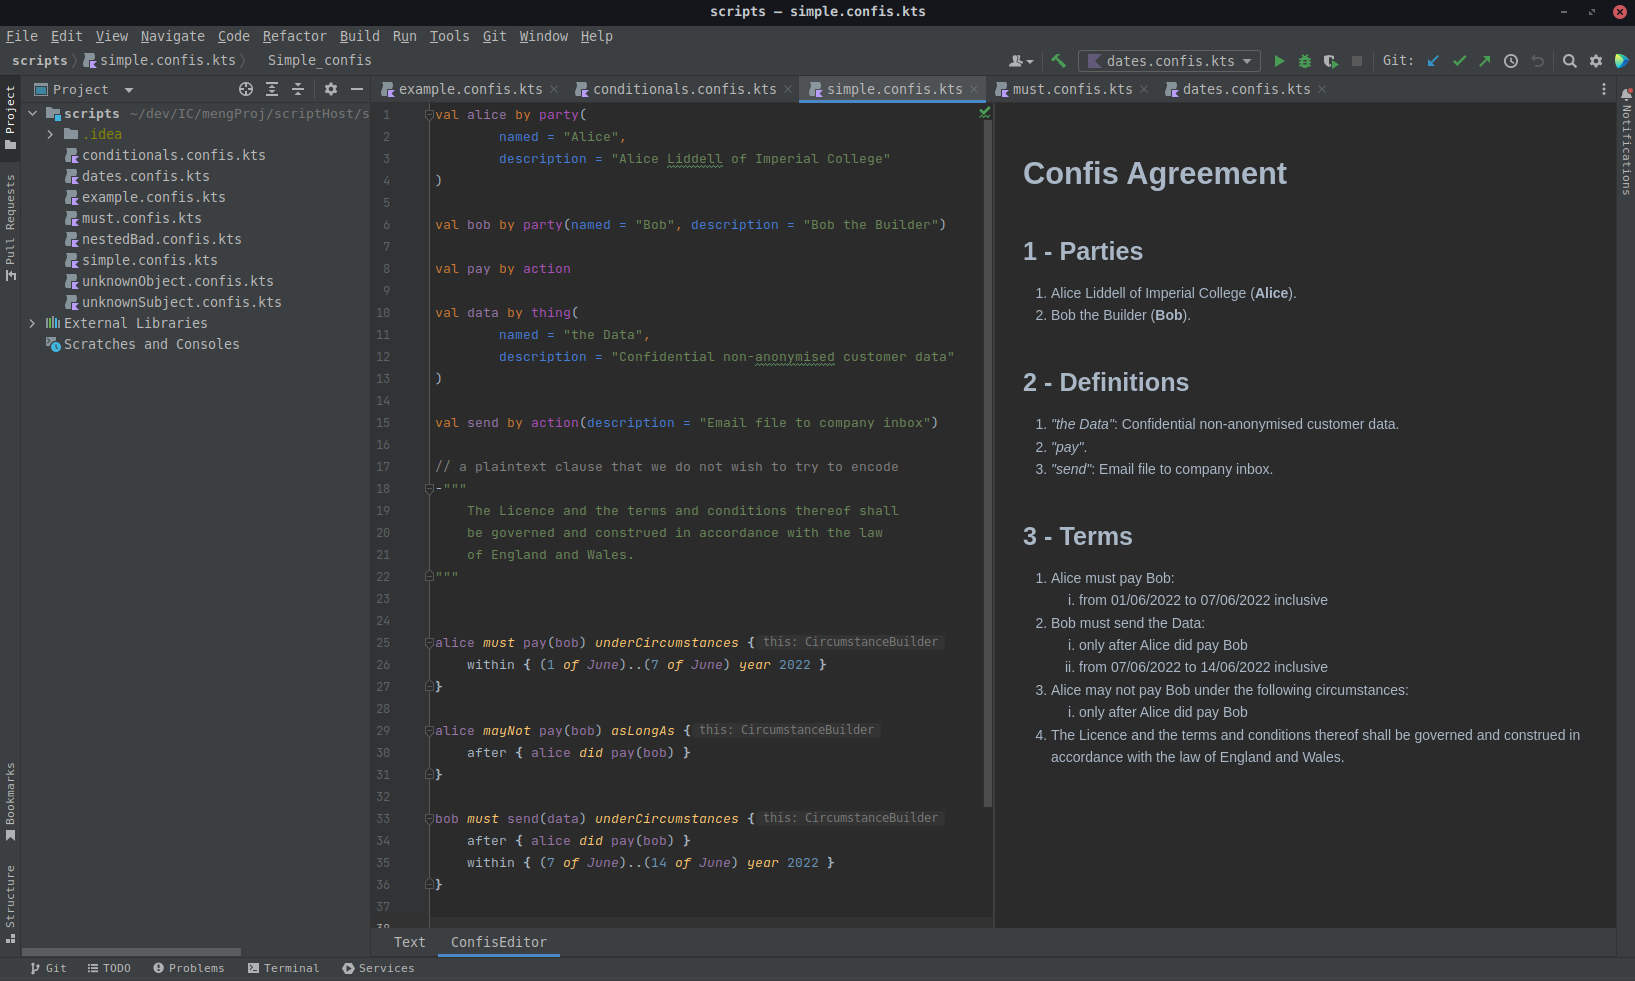 scripts – simple.confis.kts
File Edit View Navigate Code Refactor Build Run Tools Git Window Help
scripts simple.confis.kts Simple_confis
dates.confis.kts Git:
Project
example.confis.kts conditionals.confis.kts simple.confis.kts must.confis.kts dates.confis.kts
Project
Pull Requests
Bookmarks
Structure
Notifications
scripts ~/dev/IC/mengProj/scriptHost/s
.idea
conditionals.confis.kts
dates.confis.kts
example.confis.kts
must.confis.kts
nestedBad.confis.kts
simple.confis.kts
unknownObject.confis.kts
unknownSubject.confis.kts
External Libraries
Scratches and Consoles
1 val alice by party(
2 named = "Alice",
3 description = "Alice Liddell of Imperial College"
4 )
5
6 val bob by party(named = "Bob", description = "Bob the Builder")
7
8 val pay by action
9
10 val data by thing(
11 named = "the Data",
12 description = "Confidential non-anonymised customer data"
13 )
14
15 val send by action(description = "Email file to company inbox")
16
17 // a plaintext clause that we do not wish to try to encode
18 -"""
19 The Licence and the terms and conditions thereof shall
20 be governed and construed in accordance with the law
21 of England and Wales.
22 """
23
24
25 alice must pay(bob) underCircumstances { this: CircumstanceBuilder
26 within { (1 of June)..(7 of June) year 2022 }
27 }
28
29 alice mayNot pay(bob) asLongAs { this: CircumstanceBuilder
30 after { alice did pay(bob) }
31 }
32
33 bob must send(data) underCircumstances { this: CircumstanceBuilder
34 after { alice did pay(bob) }
35 within { (7 of June)..(14 of June) year 2022 }
36 }
37
38
Confis Agreement
1 - Parties
1. Alice Liddell of Imperial College (Alice).
2. Bob the Builder (Bob).
2 - Definitions
1. "the Data": Confidential non-anonymised customer data.
2. "pay".
3. "send": Email file to company inbox.
3 - Terms
1. Alice must pay Bob:
i. from 01/06/2022 to 07/06/2022 inclusive
2. Bob must send the Data:
i. only after Alice did pay Bob
ii. from 07/06/2022 to 14/06/2022 inclusive
3. Alice may not pay Bob under the following circumstances:
i. only after Alice did pay Bob
4. The Licence and the terms and conditions thereof shall be governed and construed in
accordance with the law of England and Wales.
Text ConfisEditor
Git TODO Problems Terminal Services